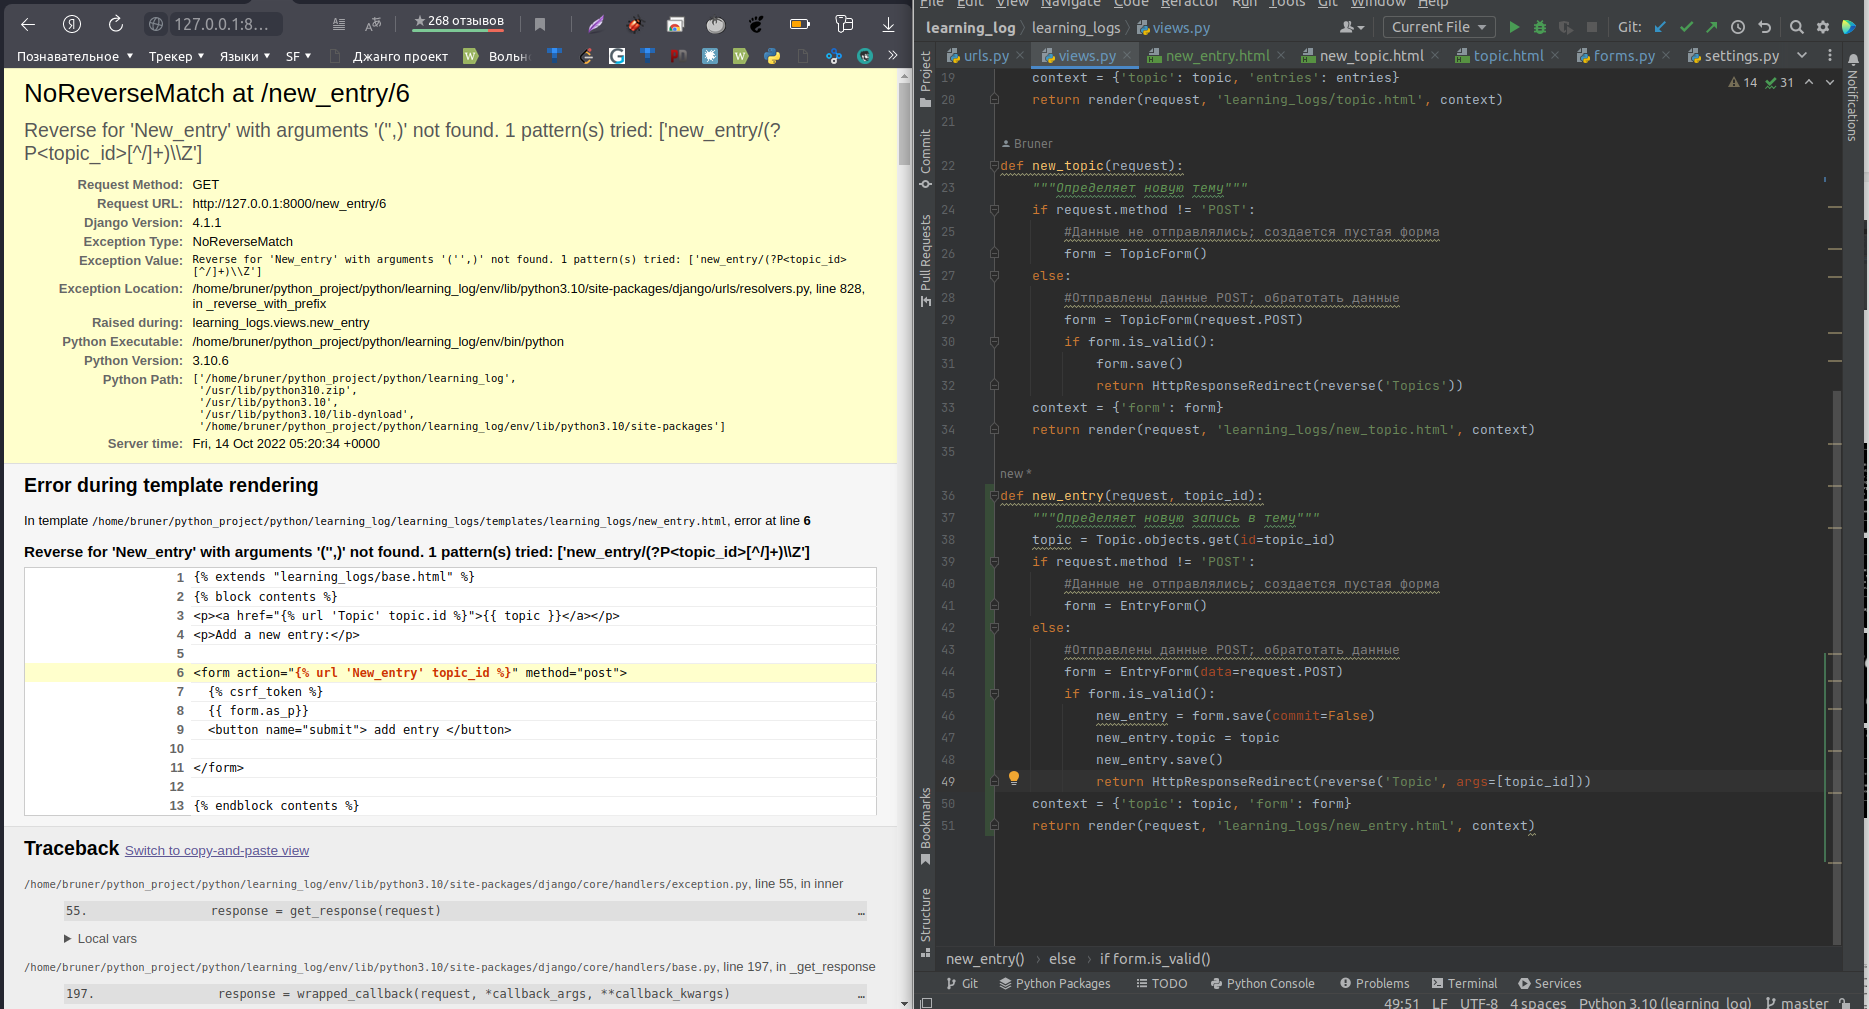 127.0.0.1:8...
268 отзывов
Познавательное
Трекер
Языки
SF
Джанго проект
Вольн
NoReverseMatch at /new_entry/6
Reverse for 'New_entry' with arguments '('',)' not found. 1 pattern(s) tried: ['new_entry/(?
P<topic_id>[^/]+)\\Z']
Request Method: GET
Request URL: http://127.0.0.1:8000/new_entry/6
Django Version: 4.1.1
Exception Type: NoReverseMatch
Exception Value: Reverse for 'New_entry' with arguments '('',)' not found. 1 pattern(s) tried: ['new_entry/(?P<topic_id>
[^/]+)\\Z']
Exception Location: /home/bruner/python_project/python/learning_log/env/lib/python3.10/site-packages/django/urls/resolvers.py, line 828,
in _reverse_with_prefix
Raised during: learning_logs.views.new_entry
Python Executable: /home/bruner/python_project/python/learning_log/env/bin/python
Python Version: 3.10.6
Python Path: ['/home/bruner/python_project/python/learning_log',
'/usr/lib/python310.zip',
'/usr/lib/python3.10',
'/usr/lib/python3.10/lib-dynload',
'/home/bruner/python_project/python/learning_log/env/lib/python3.10/site-packages']
Server time: Fri, 14 Oct 2022 05:20:34 +0000
Error during template rendering
In template /home/bruner/python_project/python/learning_log/learning_logs/templates/learning_logs/new_entry.html, error at line 6
Reverse for 'New_entry' with arguments '('',)' not found. 1 pattern(s) tried: ['new_entry/(?P<topic_id>[^/]+)\\Z']
1 {% extends "learning_logs/base.html" %}
2 {% block contents %}
3 <p><a href="{% url 'Topic' topic.id %}">{{ topic }}</a></p>
4 <p>Add a new entry:</p>
5
6 <form action="{% url 'New_entry' topic_id %}" method="post">
7 {% csrf_token %}
8 {{ form.as_p}}
9 <button name="submit"> add entry </button>
10
11 </form>
12
13 {% endblock contents %}
Traceback Switch to copy-and-paste view
/home/bruner/python_project/python/learning_log/env/lib/python3.10/site-packages/django/core/handlers/exception.py, line 55, in inner
55. response = get_response(request) …
Local vars
/home/bruner/python_project/python/learning_log/env/lib/python3.10/site-packages/django/core/handlers/base.py, line 197, in _get_response
197. response = wrapped_callback(request, *callback_args, **callback_kwargs) …
File Edit View Navigate Code Refactor Run Tools Git Window Help
learning_log learning_logs views.py
Current File
Git:
urls.py
views.py
new_entry.html
new_topic.html
topic.html
forms.py
settings.py
14 31
Project
Commit
Pull Requests
Bookmarks
Structure
Notifications
19 context = {'topic': topic, 'entries': entries}
20 return render(request, 'learning_logs/topic.html', context)
21
Bruner
22 def new_topic(request):
23 """Определяет новую тему"""
24 if request.method != 'POST':
25 #Данные не отправлялись; создается пустая форма
26 form = TopicForm()
27 else:
28 #Отправлены данные POST; обратотать данные
29 form = TopicForm(request.POST)
30 if form.is_valid():
31 form.save()
32 return HttpResponseRedirect(reverse('Topics'))
33 context = {'form': form}
34 return render(request, 'learning_logs/new_topic.html', context)
35
new *
36 def new_entry(request, topic_id):
37 """Определяет новую запись в тему"""
38 topic = Topic.objects.get(id=topic_id)
39 if request.method != 'POST':
40 #Данные не отправлялись; создается пустая форма
41 form = EntryForm()
42 else:
43 #Отправлены данные POST; обратотать данные
44 form = EntryForm(data=request.POST)
45 if form.is_valid():
46 new_entry = form.save(commit=False)
47 new_entry.topic = topic
48 new_entry.save()
49 return HttpResponseRedirect(reverse('Topic', args=[topic_id]))
50 context = {'topic': topic, 'form': form}
51 return render(request, 'learning_logs/new_entry.html', context)
new_entry() else if form.is_valid()
Git Python Packages TODO Python Console Problems Terminal Services
49:51 LF UTF-8 4 spaces Python 3.10 (learning_log) master